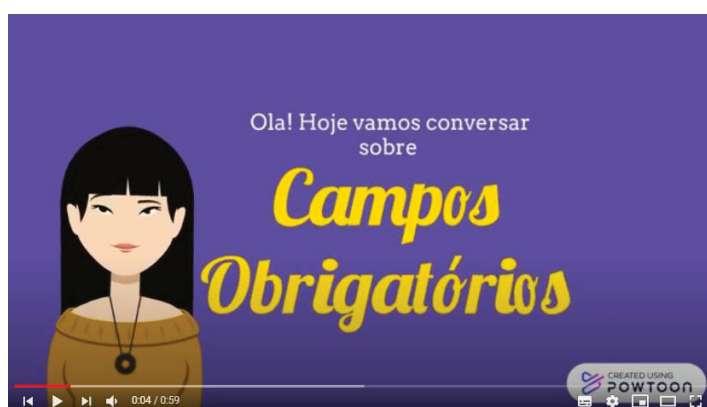 Ola! Hoje vamos conversar
sobre
Campos
Obrigatórios
CREATED USING
POWTOON
0:04 / 0:59